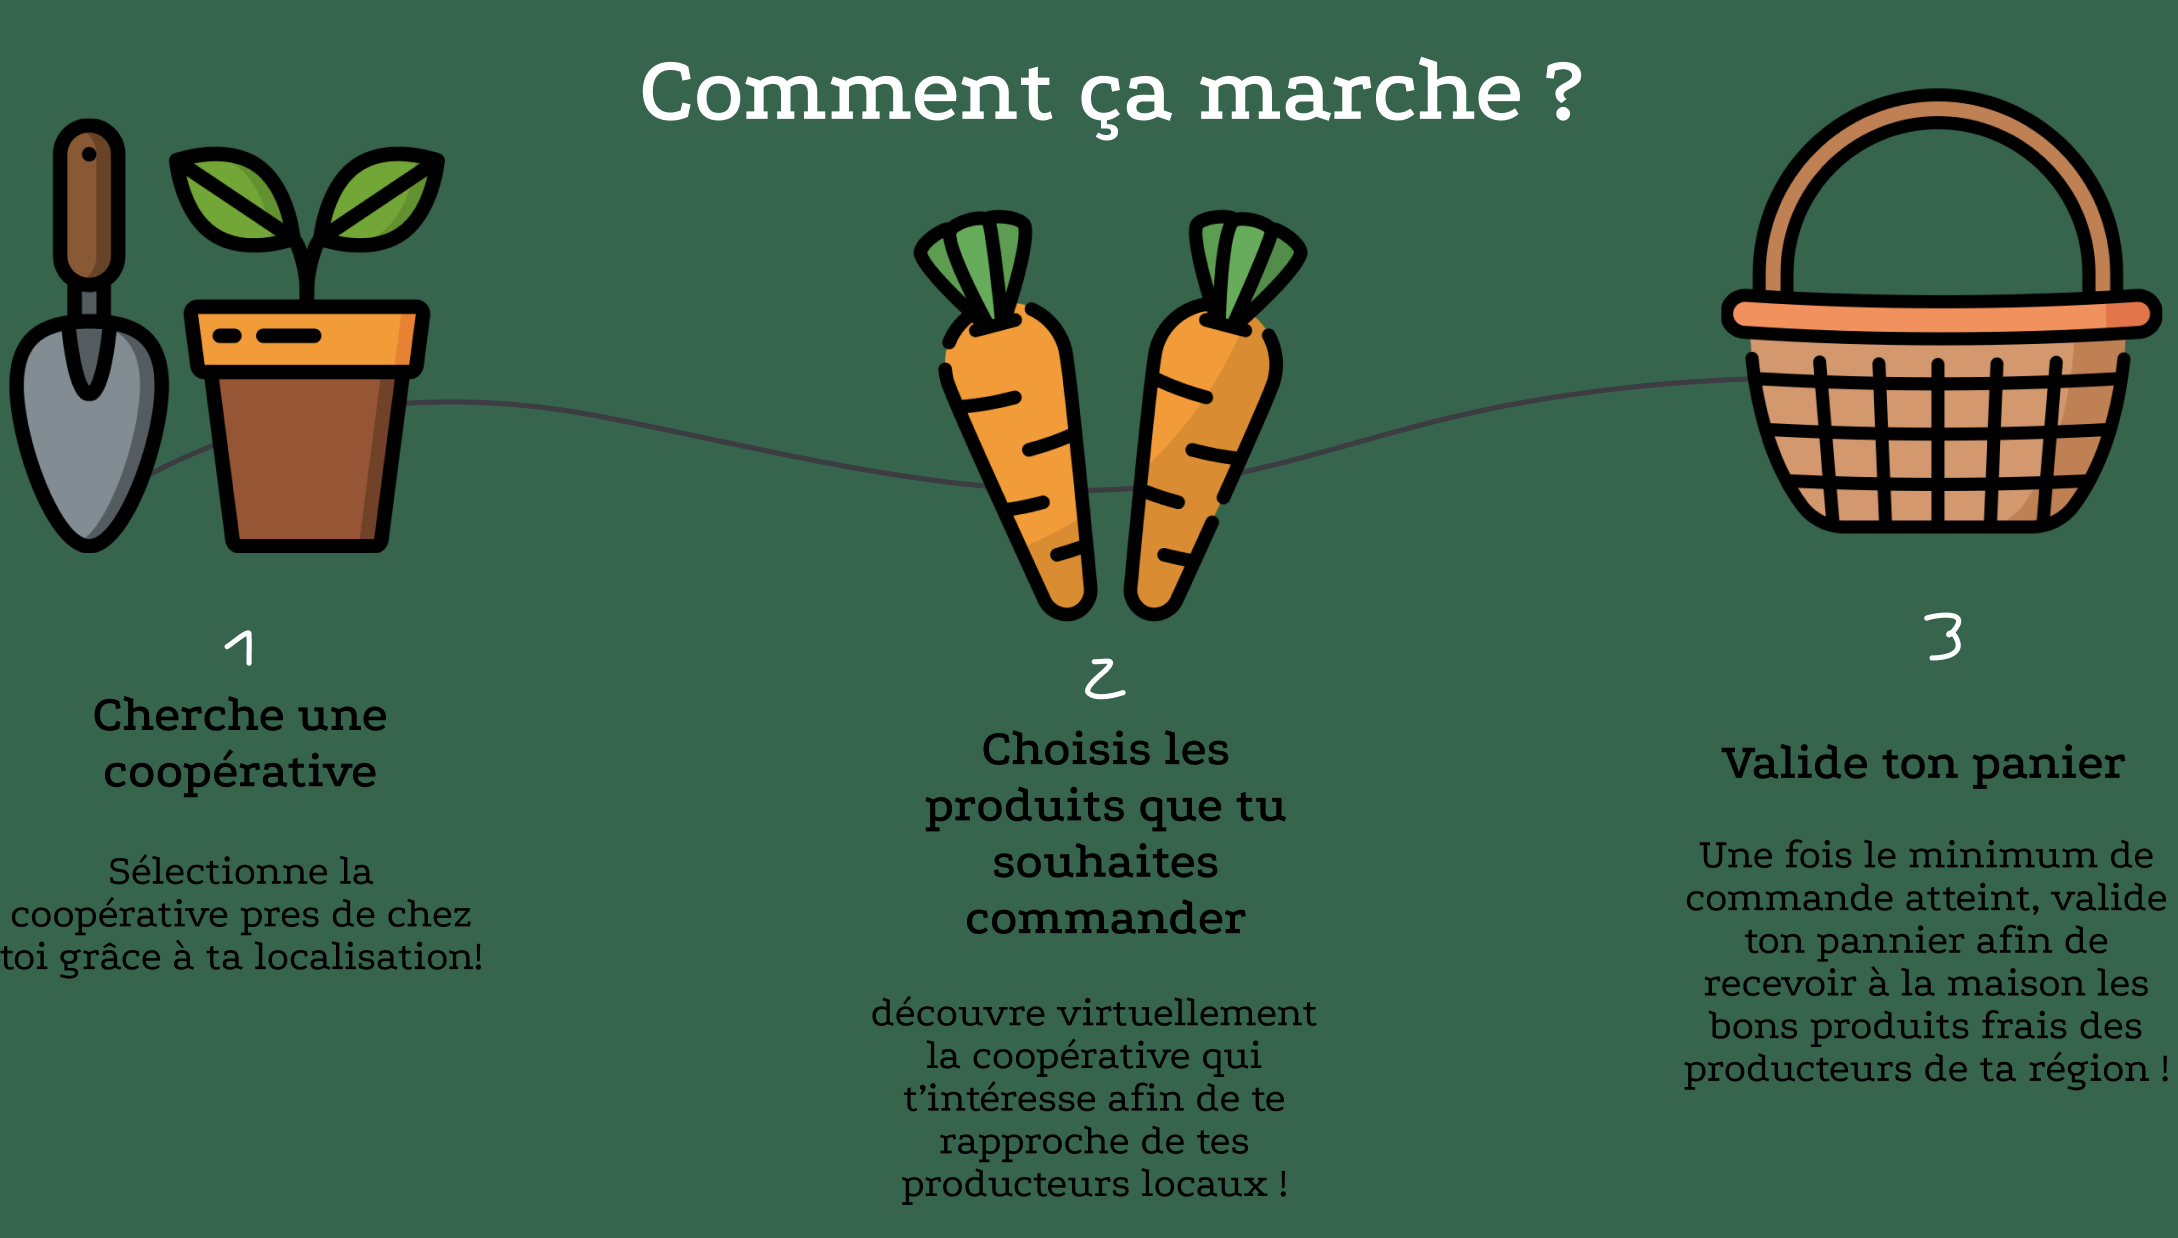 Comment ça marche ?
1
Cherche une
coopérative
Sélectionne la
coopérative pres de chez
toi grâce à ta localisation!
2
Choisis les
produits que tu
souhaites
commander
découvre virtuellement
la coopérative qui
t’intéresse afin de te
rapproche de tes
producteurs locaux !
3
Valide ton panier
Une fois le minimum de
commande atteint, valide
ton pannier afin de
recevoir à la maison les
bons produits frais des
producteurs de ta région !